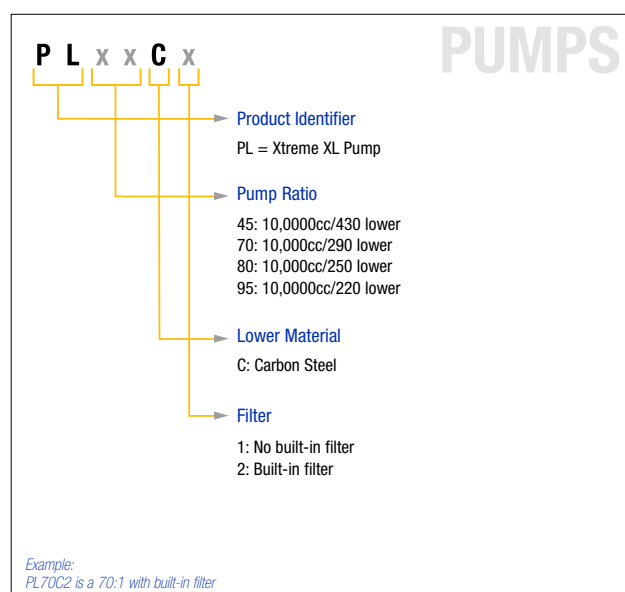 PUMPS
P L x x C x
Product Identifier
PL = Xtreme XL Pump
Pump Ratio
45: 10,0000cc/430 lower
70: 10,000cc/290 lower
80: 10,000cc/250 lower
95: 10,0000cc/220 lower
Lower Material
C: Carbon Steel
Filter
1: No built-in filter
2: Built-in filter
Example:
PL70C2 is a 70:1 with built-in filter